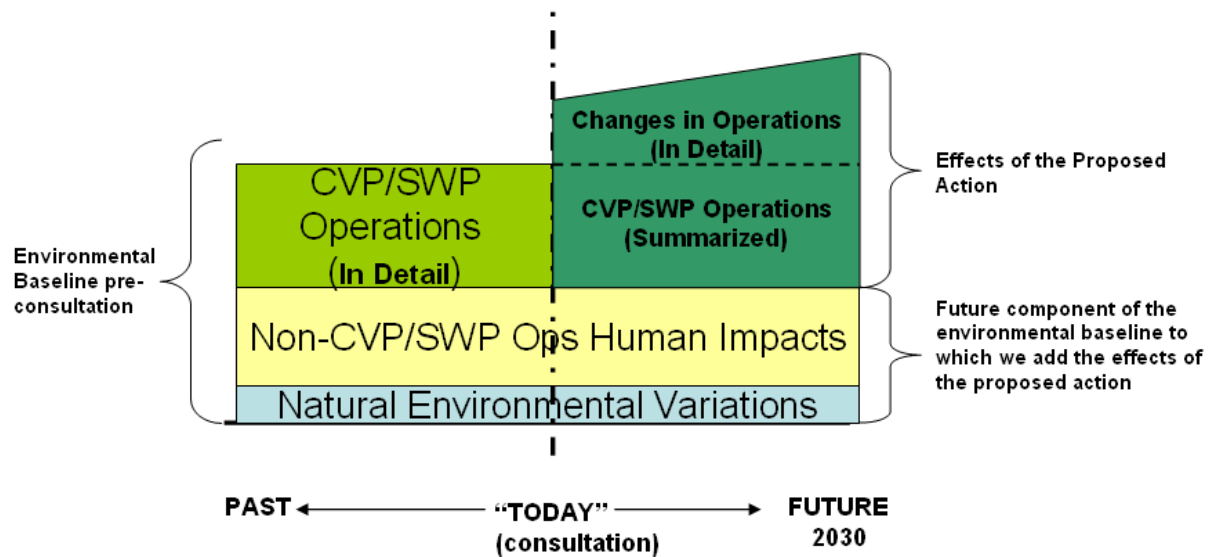 Changes in Operations
(In Detail)
CVP/SWP
Operations
(In Detail)
CVP/SWP Operations
(Summarized)
Effects of the Proposed
Action
Environmental
Baseline pre-
consultation
Non-CVP/SWP Ops Human Impacts
Natural Environmental Variations
Future component of the
environmental baseline to
which we add the effects of
the proposed action
PAST
“TODAY”
(consultation)
FUTURE
2030